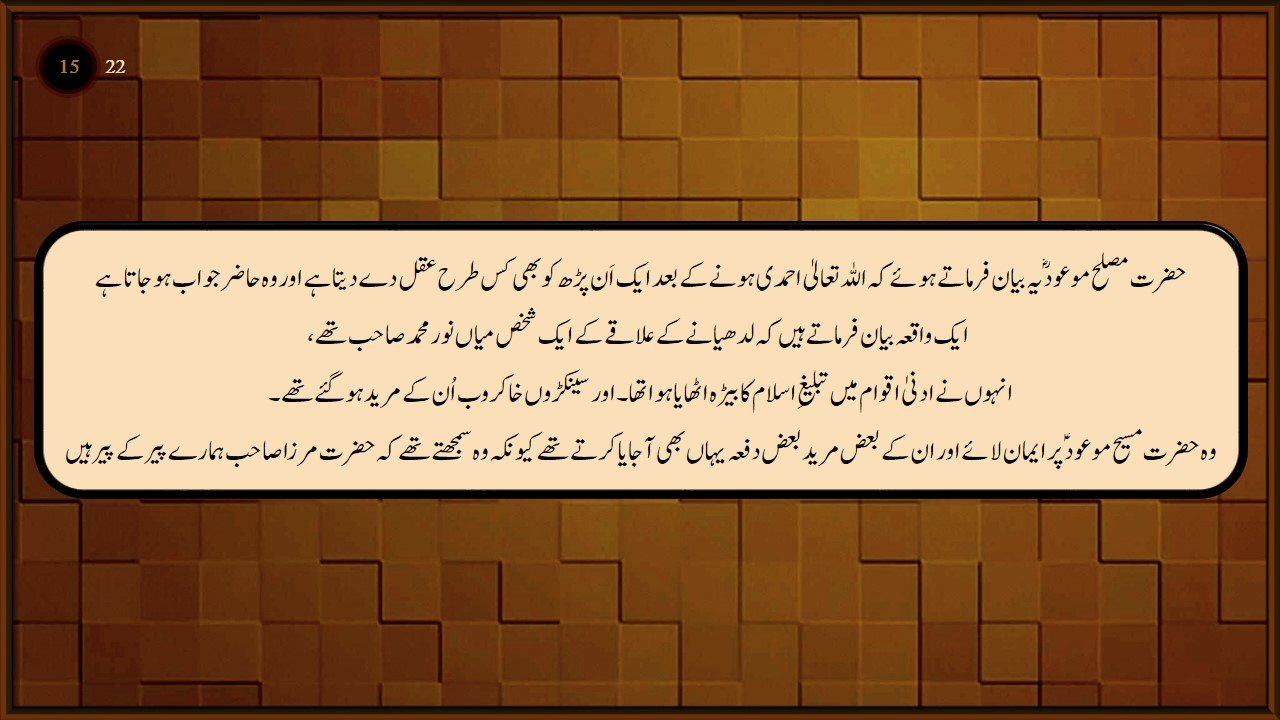 15 22
حضرت مصلح موعودؓ یہ بیان فرماتے ہوئے کہ اللہ تعالیٰ احمدی ہونے کے بعد ایک اَن پڑھ کو بھی کس طرح عقل دے دیتا ہے اور وہ حاضر جواب ہو جاتا ہے
ایک واقعہ بیان فرماتے ہیں کہ لدھیانے کے علاقے کے ایک شخص میاں نور محمد صاحب تھے،
انہوں نے ادنیٰ اقوام میں تبلیغِ اسلام کا بیڑہ اٹھایا ہوا تھا۔ اور سینکڑوں خاکروب اُن کے مرید ہو گئے تھے۔
وہ حضرت مسیح موعودؑ پر ایمان لائے اور ان کے بعض مرید بعض دفعہ یہاں بھی آ جایا کرتے تھے کیونکہ وہ سمجھتے تھے کہ حضرت مرزا صاحب ہمارے پیر کے پیر ہیں